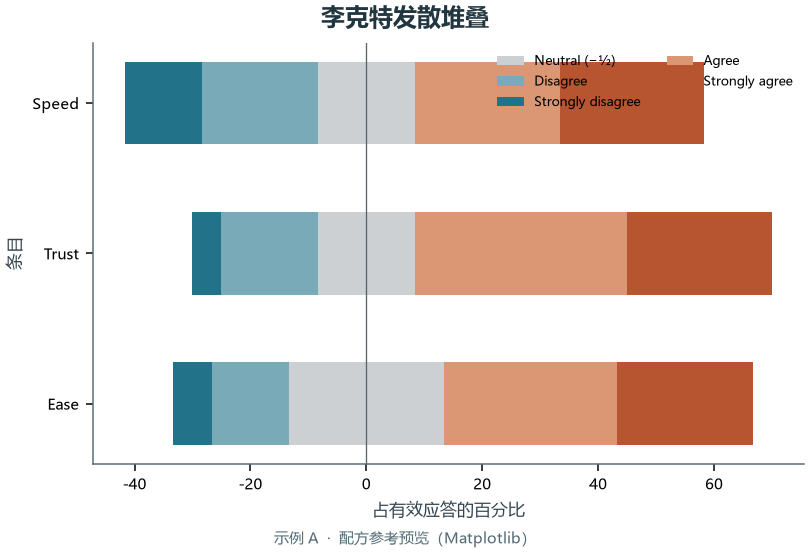 李克特发散堆叠
Neutral (−½)
Disagree
Strongly disagree
Agree
Strongly agree
条目
Speed
Trust
Ease
-40 -20 0 20 40 60
占有效应答的百分比
示例 A · 配方参考预览（Matplotlib）